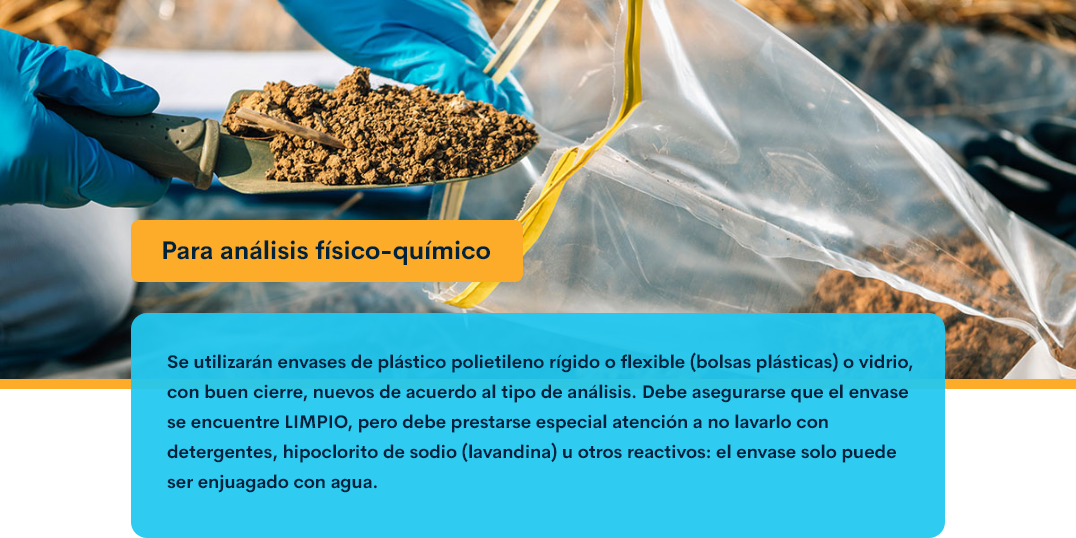 Para análisis físico-químico
Se utilizarán envases de plástico polietileno rígido o flexible (bolsas plásticas) o vidrio,
con buen cierre, nuevos de acuerdo al tipo de análisis. Debe asegurarse que el envase
se encuentre LIMPIO, pero debe prestarse especial atención a no lavarlo con
detergentes, hipoclorito de sodio (lavandina) u otros reactivos: el envase solo puede
ser enjuagado con agua.